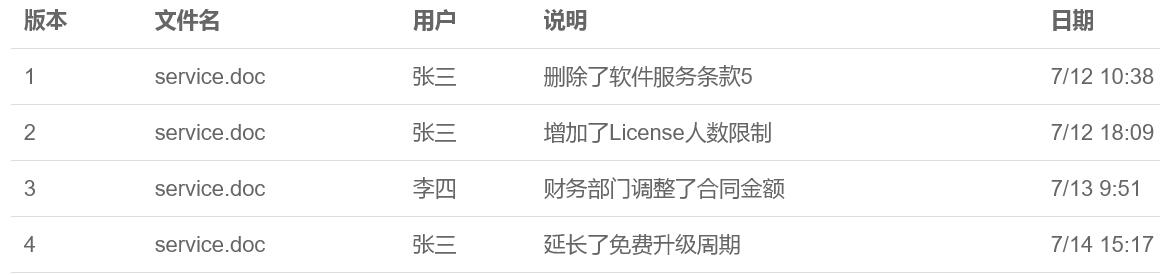 版本 文件名 用户 说明 日期
1 service.doc 张三 删除了软件服务条款5 7/12 10:38
2 service.doc 张三 增加了License人数限制 7/12 18:09
3 service.doc 李四 财务部门调整了合同金额 7/13 9:51
4 service.doc 张三 延长了免费升级周期 7/14 15:17